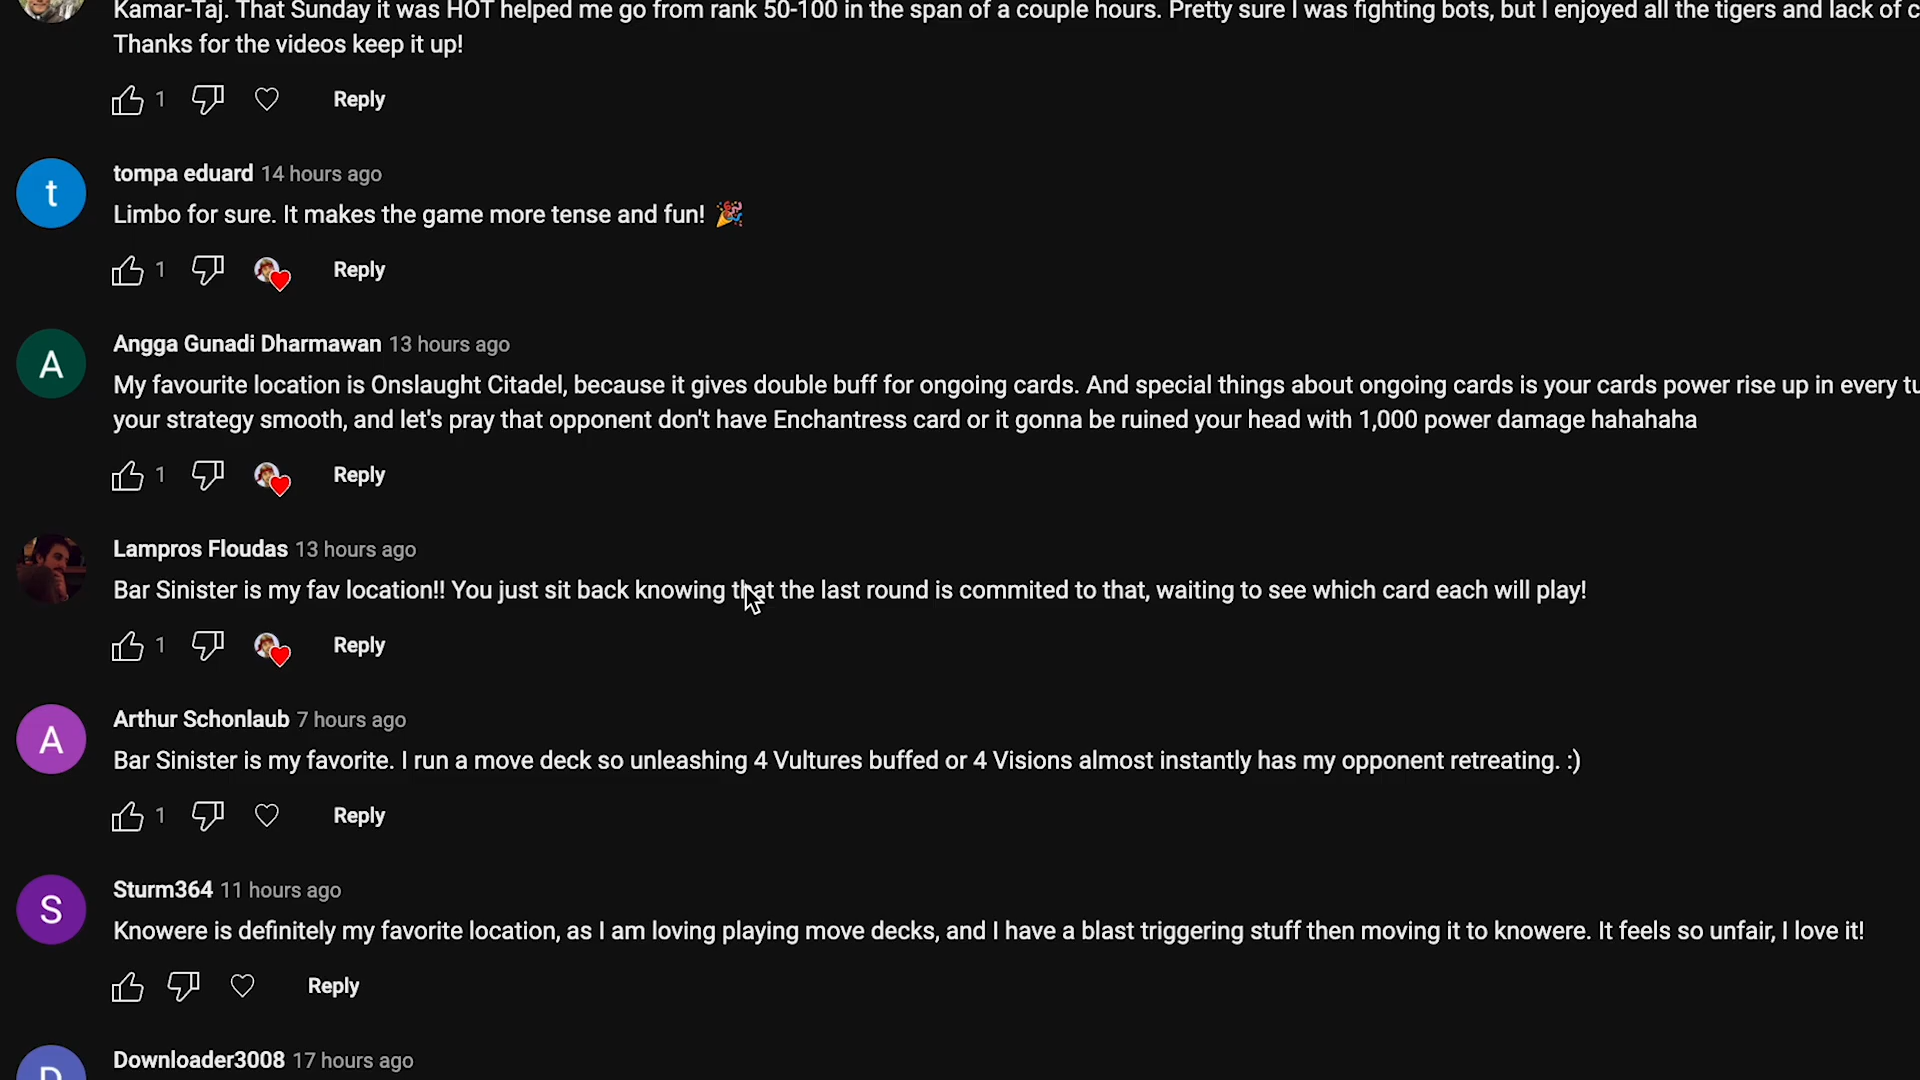 Kamar-Taj. That Sunday it was HOT helped me go from rank 50-100 in the span of a couple hours. Pretty sure I was fighting bots, but I enjoyed all the tigers and lack of c
Thanks for the videos keep it up!
1 Reply
t
tompa eduard 14 hours ago
Limbo for sure. It makes the game more tense and fun! 🎉
1 Reply
A
Angga Gunadi Dharmawan 13 hours ago
My favourite location is Onslaught Citadel, because it gives double buff for ongoing cards. And special things about ongoing cards is your cards power rise up in every tu
your strategy smooth, and let's pray that opponent don't have Enchantress card or it gonna be ruined your head with 1,000 power damage hahahaha
1 Reply
Lampros Floudas 13 hours ago
Bar Sinister is my fav location!! You just sit back knowing that the last round is commited to that, waiting to see which card each will play!
1 Reply
A
Arthur Schonlaub 7 hours ago
Bar Sinister is my favorite. I run a move deck so unleashing 4 Vultures buffed or 4 Visions almost instantly has my opponent retreating. :)
1 Reply
S
Sturm364 11 hours ago
Knowere is definitely my favorite location, as I am loving playing move decks, and I have a blast triggering stuff then moving it to knowere. It feels so unfair, I love it!
Reply
D
Downloader3008 17 hours ago